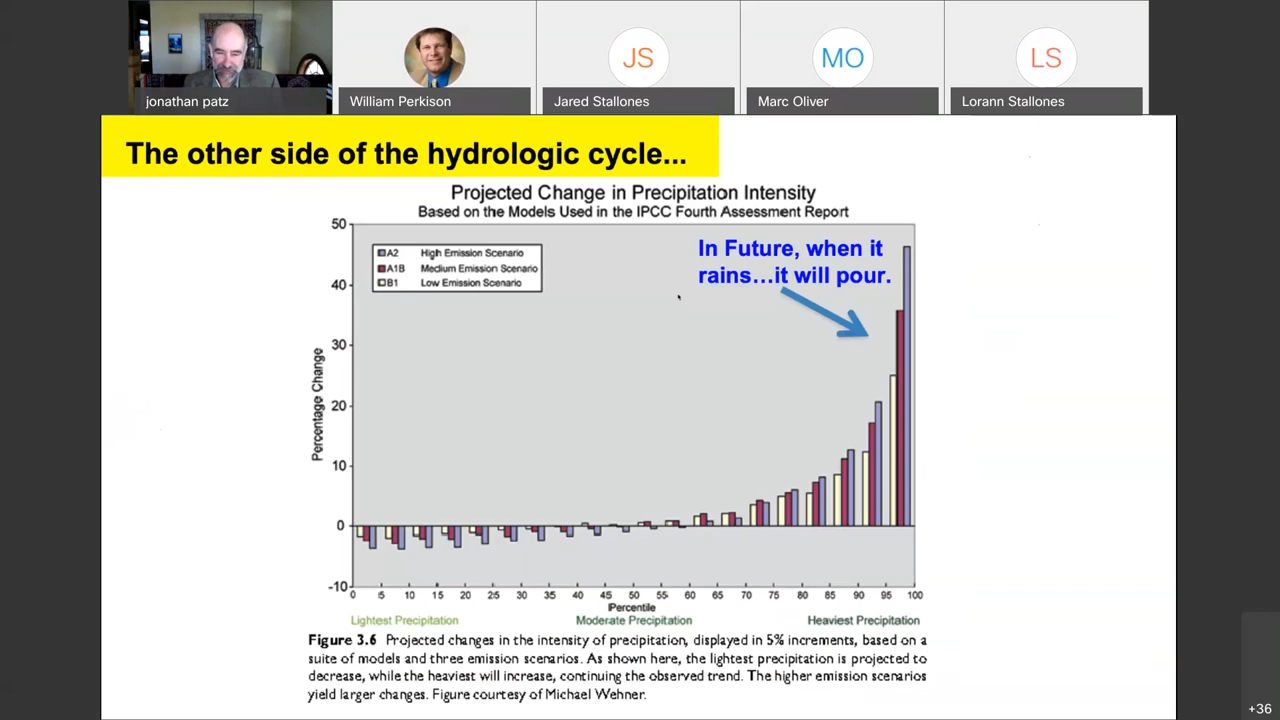 JS
MO
LS
jonathan patz
William Perkison
Jared Stallones
Marc Oliver
Lorann Stallones
The other side of the hydrologic cycle...
Projected Change in Precipitation Intensity
Based on the Models Used in the IPCC Fourth Assessment Report
In Future, when it
rains...it will pour.
A2 High Emission Scenario
A1B Medium Emission Scenario
B1 Low Emission Scenario
Percentage Change
50
40
30
20
10
0
-10
0 5 10 15 20 25 30 35 40 45 50 55 60 65 70 75 80 85 90 95 100
Percentile
Lightest Precipitation Moderate Precipitation Heaviest Precipitation
Figure 3.6 Projected changes in the intensity of precipitation, displayed in 5% increments, based on a
suite of models and three emission scenarios. As shown here, the lightest precipitation is projected to
decrease, while the heaviest will increase, continuing the observed trend. The higher emission scenarios
yield larger changes. Figure courtesy of Michael Wehner.
+36